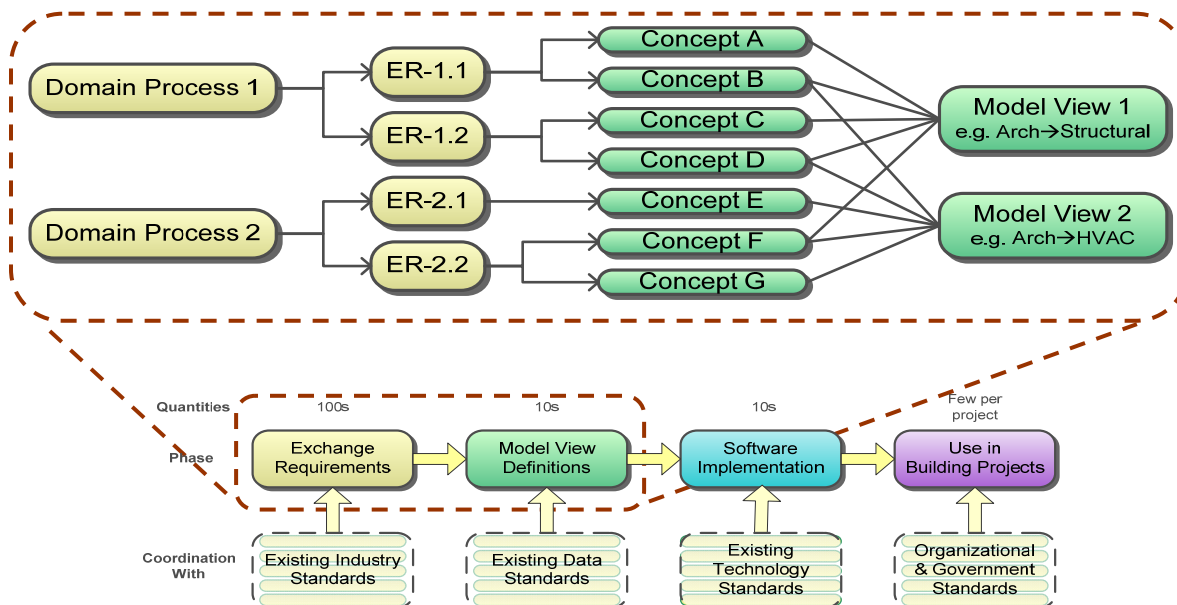 Domain Process 1
Domain Process 2
ER-1.1
ER-1.2
ER-2.1
ER-2.2
Concept A
Concept B
Concept C
Concept D
Concept E
Concept F
Concept G
Model View 1
e.g. Arch→Structural
Model View 2
e.g. Arch→HVAC
Quantities
100s
10s
10s
Few per
project
Phase
Exchange
Requirements
Model View
Definitions
Software
Implementation
Use in
Building Projects
Coordination
With
Existing Industry
Standards
Existing Data
Standards
Existing
Technology
Standards
Organizational
& Government
Standards